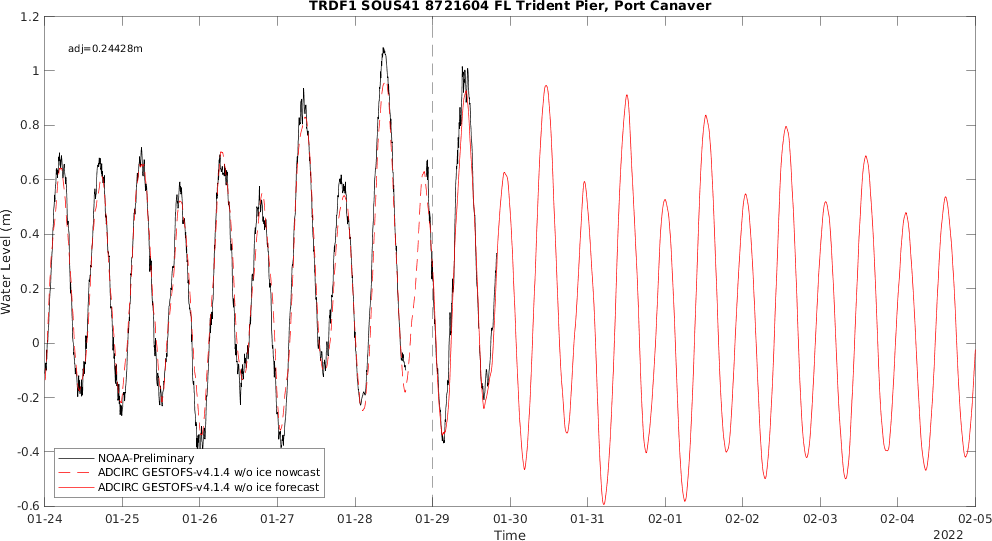 TRDF1 SOUS41 8721604 FL Trident Pier, Port Canaver
adj=0.24428m
Water Level (m)
1.2
1
0.8
0.6
0.4
0.2
0
-0.2
-0.4
-0.6
NOAA-Preliminary
ADCIRC GESTOFS-v4.1.4 w/o ice nowcast
ADCIRC GESTOFS-v4.1.4 w/o ice forecast
01-24 01-25 01-26 01-27 01-28 01-29 01-30 01-31 02-01 02-02 02-03 02-04 02-05
Time
2022